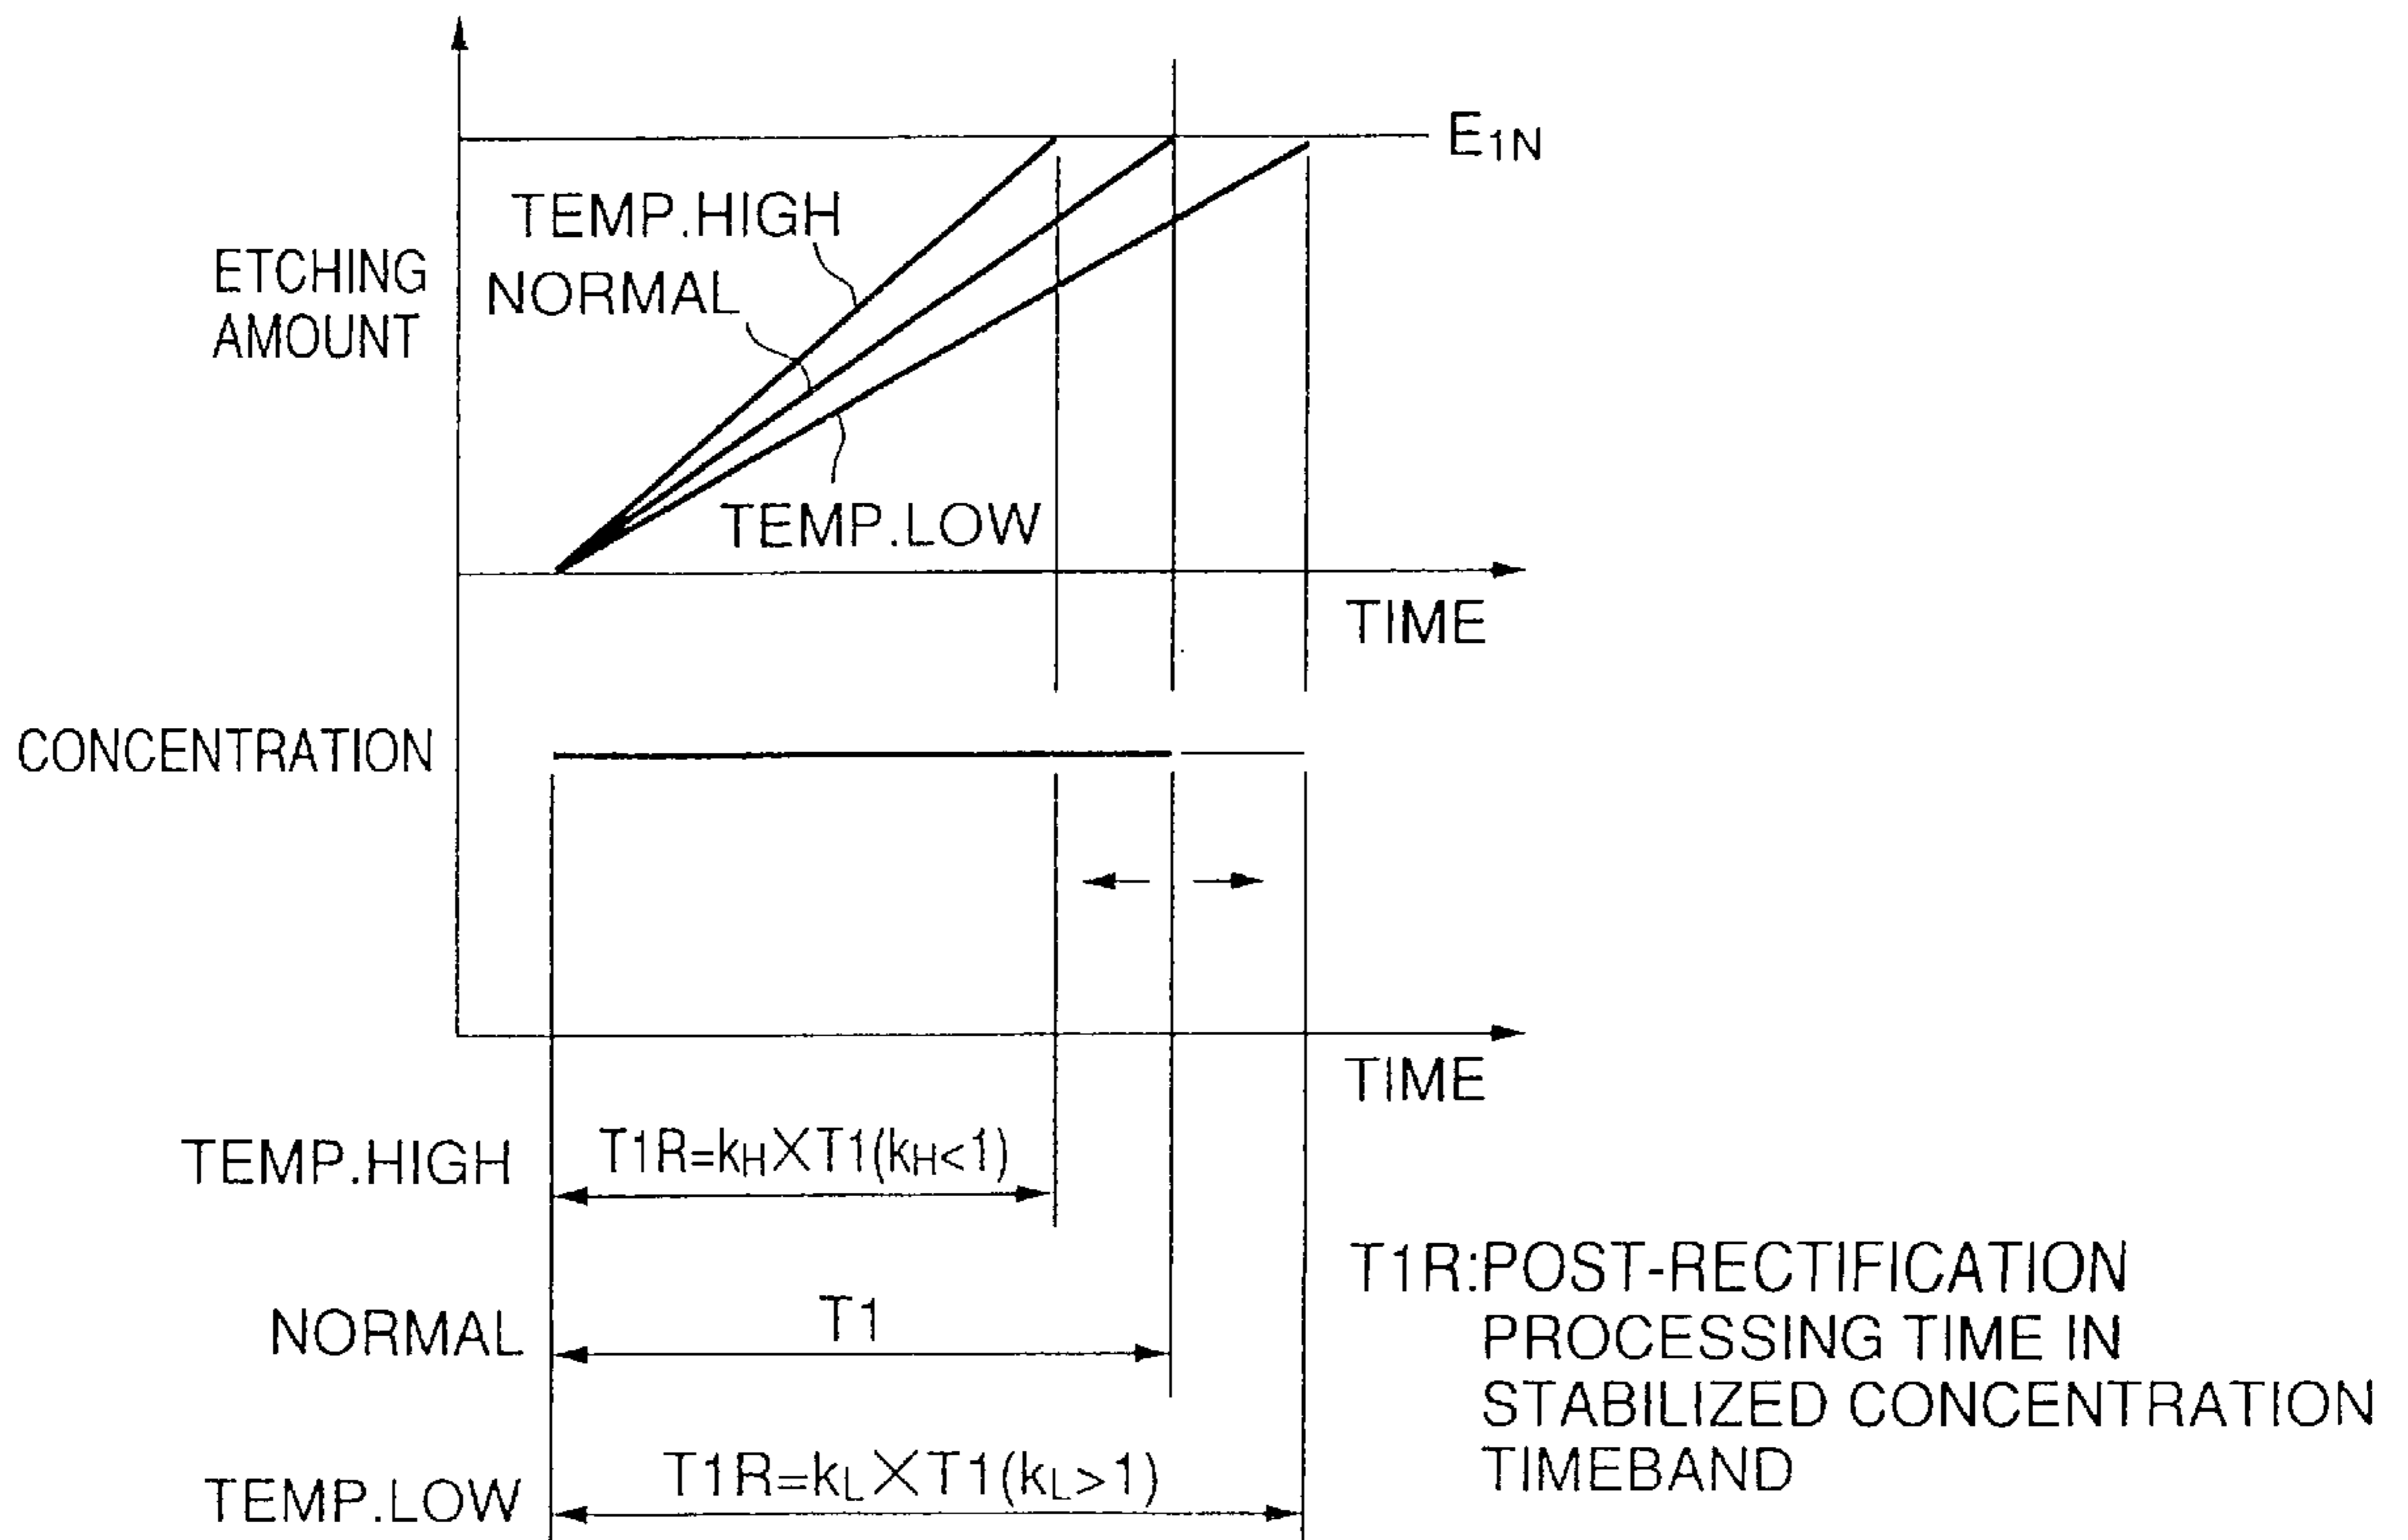 E1N
TEMP.HIGH
ETCHING
AMOUNT
NORMAL
TEMP.LOW
TIME
CONCENTRATION
TIME
TEMP.HIGH
T1R=kH×T1(kH<1)
NORMAL
T1
TEMP.LOW
T1R=kL×T1(kL>1)
T1R:POST-RECTIFICATION
PROCESSING TIME IN
STABILIZED CONCENTRATION
TIMEBAND